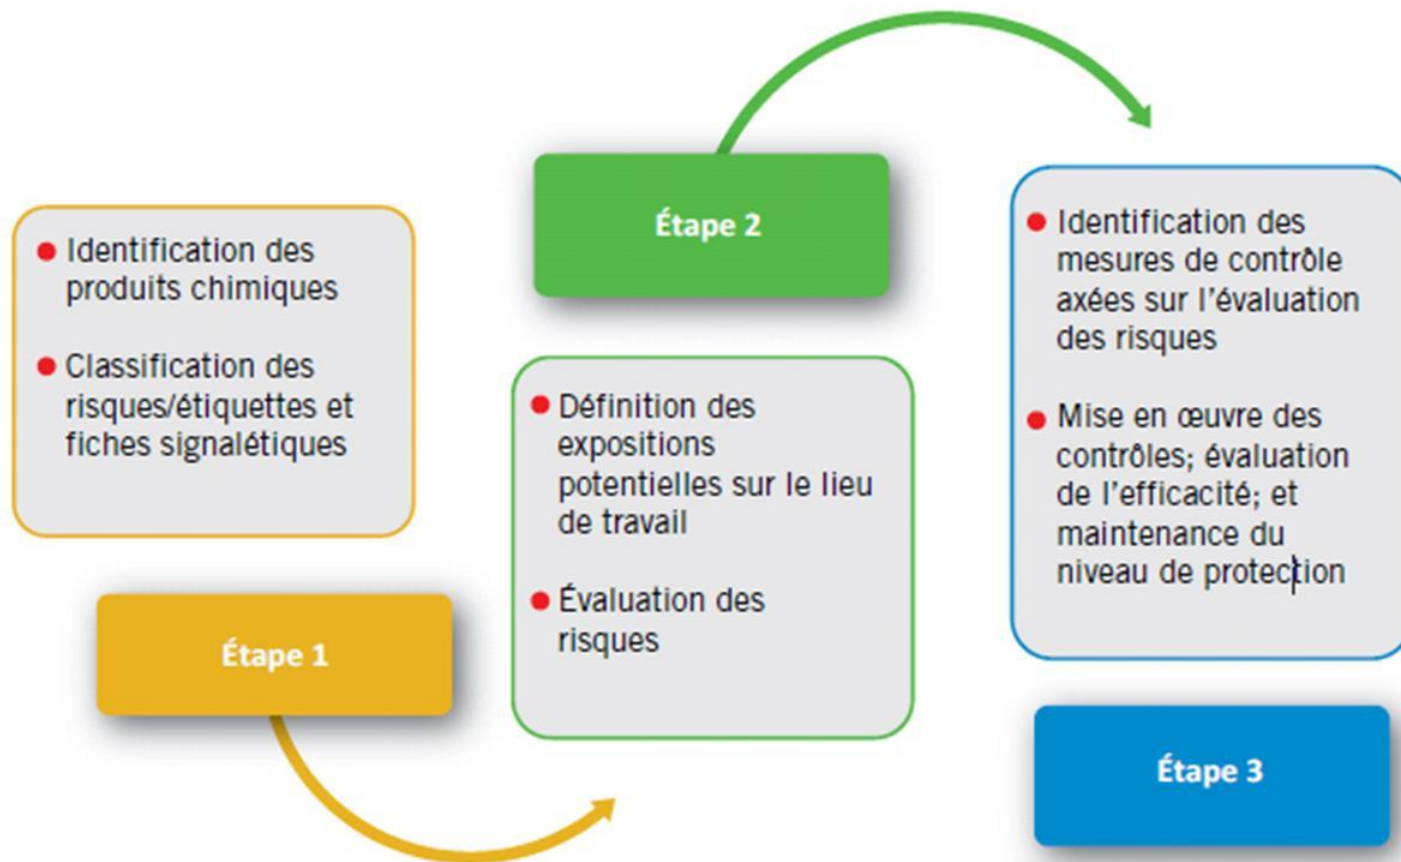 Identification des
produits chimiques
Classification des
risques/étiquettes et
fiches signalétiques
Étape 1
Étape 2
Définition des
expositions
potentielles sur le lieu
de travail
Évaluation des
risques
Identification des
mesures de contrôle
axées sur l'évaluation
des risques
Mise en œuvre des
contrôles; évaluation
de l'efficacité; et
maintenance du
niveau de protection
Étape 3